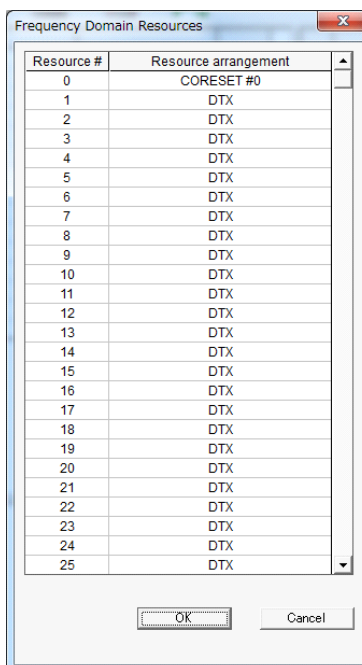 Frequency Domain Resources
Resource # Resource arrangement
0 CORESET #0
1 DTX
2 DTX
3 DTX
4 DTX
5 DTX
6 DTX
7 DTX
8 DTX
9 DTX
10 DTX
11 DTX
12 DTX
13 DTX
14 DTX
15 DTX
16 DTX
17 DTX
18 DTX
19 DTX
20 DTX
21 DTX
22 DTX
23 DTX
24 DTX
25 DTX
OK Cancel